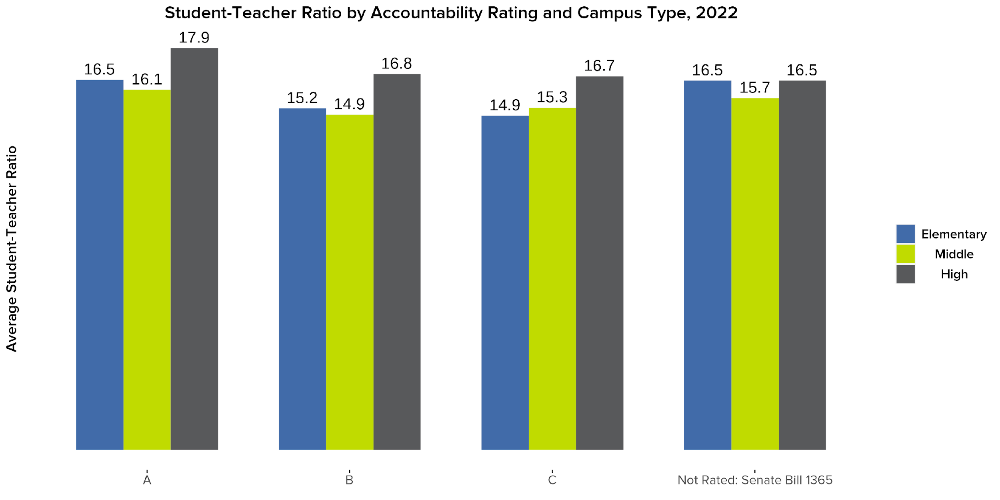 Student-Teacher Ratio by Accountability Rating and Campus Type, 2022
17.9
16.5
16.1
15.2
14.9
16.8
14.9
15.3
16.7
16.5
15.7
16.5
Average Student-Teacher Ratio
Elementary
Middle
High
A
B
C
Not Rated: Senate Bill 1365